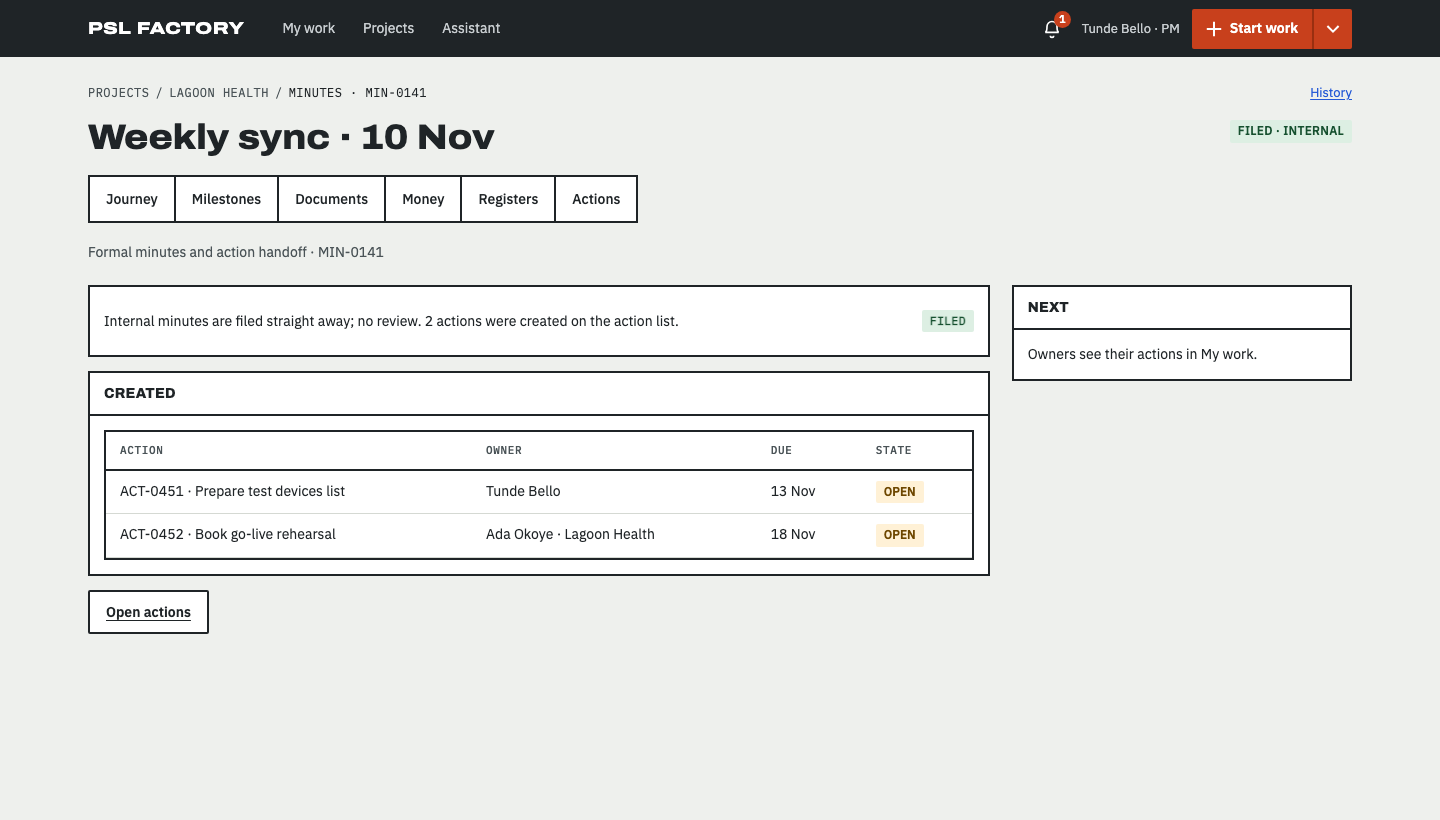 PSL FACTORY My work Projects Assistant 1 Tunde Bello · PM Start work
PROJECTS / LAGOON HEALTH / MINUTES · MIN-0141 History
Weekly sync · 10 Nov FILED · INTERNAL
Journey Milestones Documents Money Registers Actions
Formal minutes and action handoff · MIN-0141
Internal minutes are filed straight away; no review. 2 actions were created on the action list. FILED
NEXT
Owners see their actions in My work.
CREATED
ACTION OWNER DUE STATE
ACT-0451 · Prepare test devices list Tunde Bello 13 Nov OPEN
ACT-0452 · Book go-live rehearsal Ada Okoye · Lagoon Health 18 Nov OPEN
Open actions